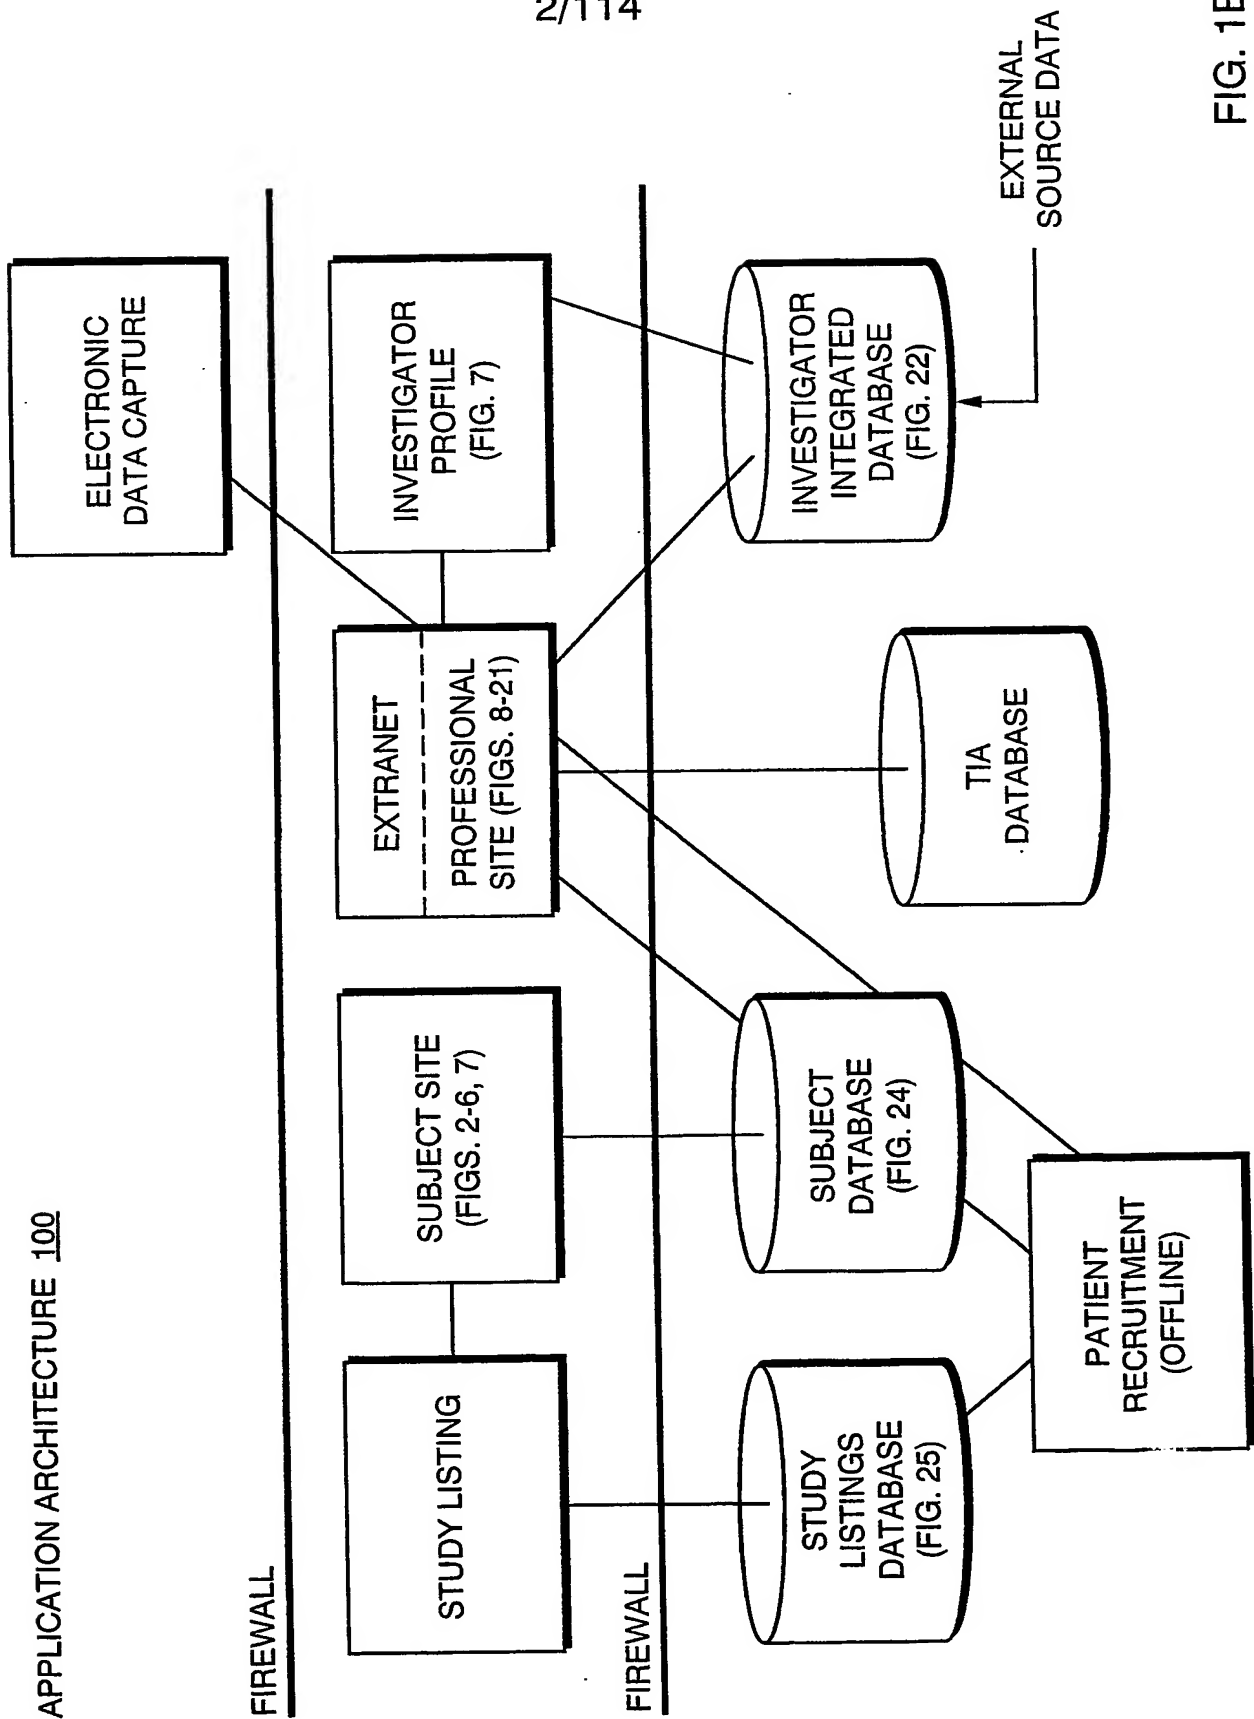 2/114
APPLICATION ARCHITECTURE 100
ELECTRONIC
DATA CAPTURE
FIREWALL
STUDY LISTING
SUBJECT SITE
(FIGS. 2-6, 7)
EXTRANET
PROFESSIONAL
SITE (FIGS. 8-21)
INVESTIGATOR
PROFILE
(FIG. 7)
FIREWALL
STUDY
LISTINGS
DATABASE
(FIG. 25)
SUBJECT
DATABASE
(FIG. 24)
TIA
DATABASE
INVESTIGATOR
INTEGRATED
DATABASE
(FIG. 22)
PATIENT
RECRUITMENT
(OFFLINE)
EXTERNAL
SOURCE DATA
FIG. 1B